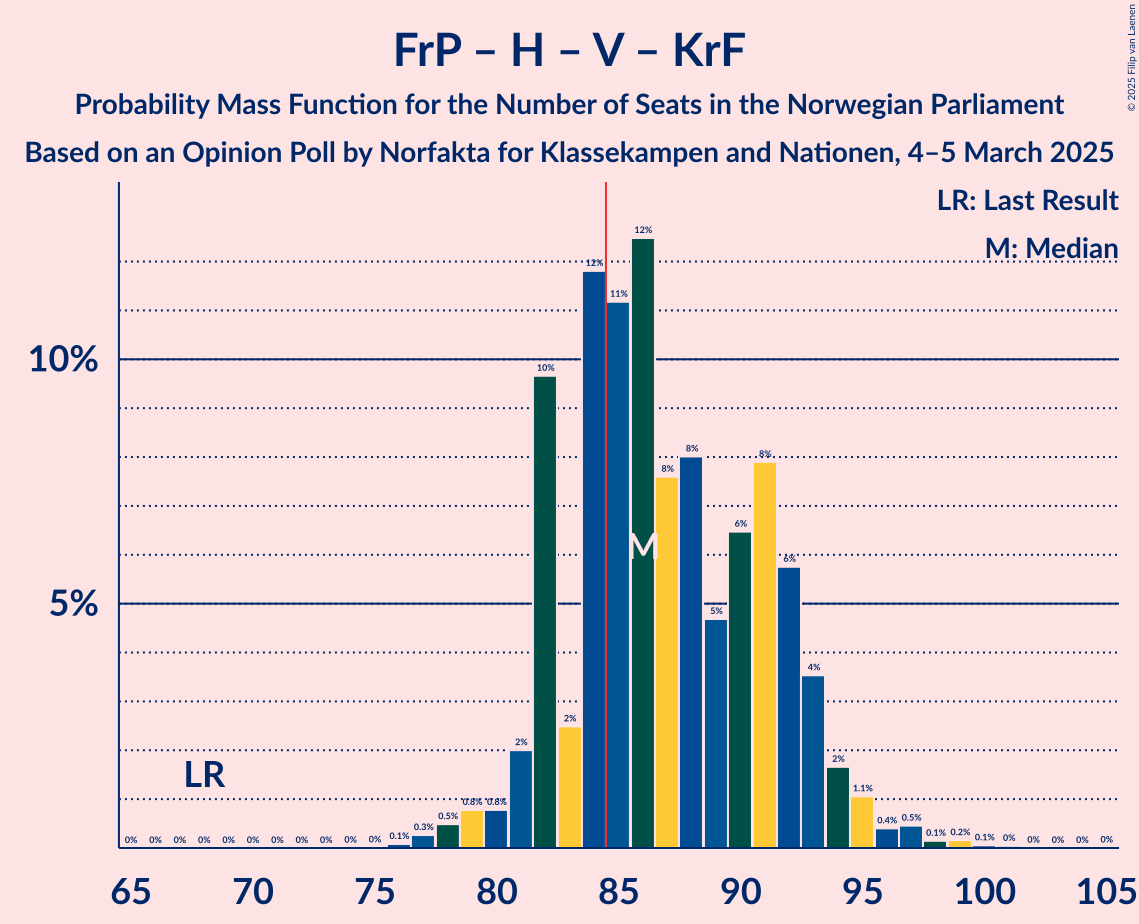 FrP – H – V – KrF
Probability Mass Function for the Number of Seats in the Norwegian Parliament
Based on an Opinion Poll by Norfakta for Klassekampen and Nationen, 4–5 March 2025
© 2025 Filip van Laenen
LR: Last Result
M: Median
10%
5%
LR
M
0% 0% 0% 0% 0% 0% 0% 0% 0% 0% 0% 0.1% 0.3% 0.5% 0.8% 0.8% 2% 10% 2% 12% 11% 12% 8% 8% 5% 6% 8% 6% 4% 2% 1.1% 0.4% 0.5% 0.1% 0.2% 0.1% 0% 0% 0% 0% 0%
65 70 75 80 85 90 95 100 105